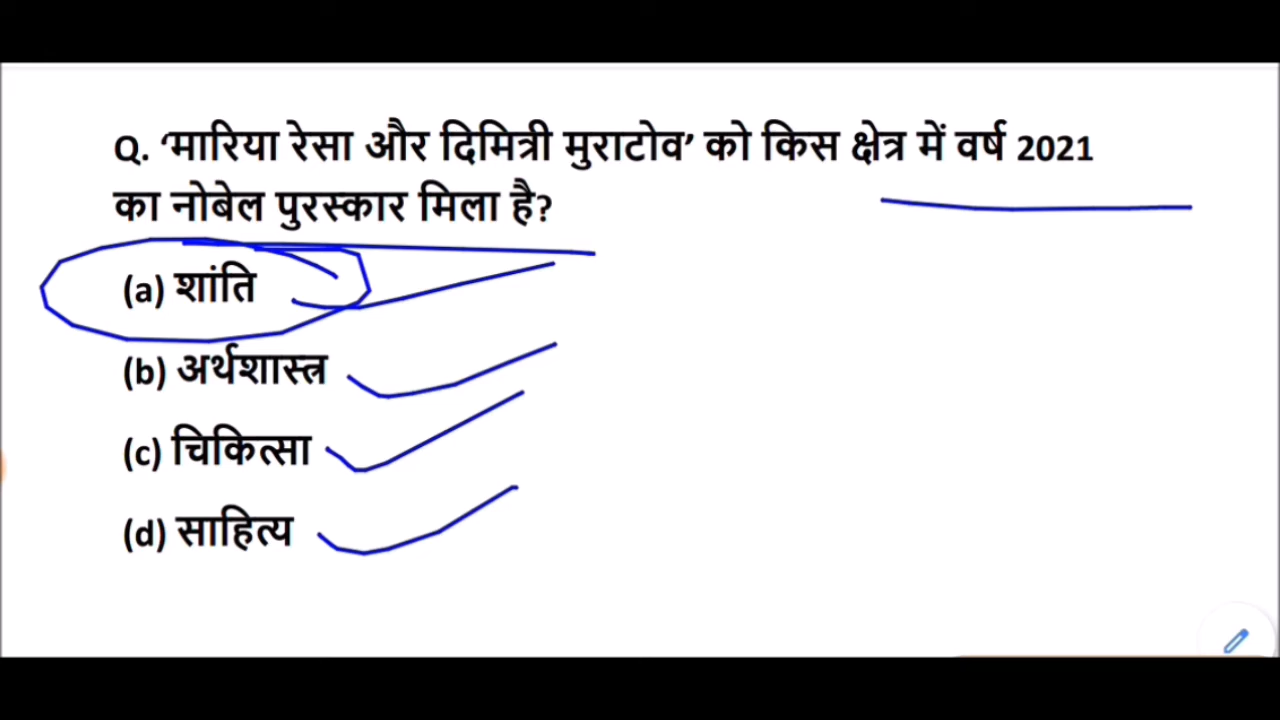 Q. ‘मारिया रेसा और दिमित्री मुराटोव’ को किस क्षेत्र में वर्ष 2021
का नोबेल पुरस्कार मिला है?
(a) शांति
(b) अर्थशास्त्र
(c) चिकित्सा
(d) साहित्य